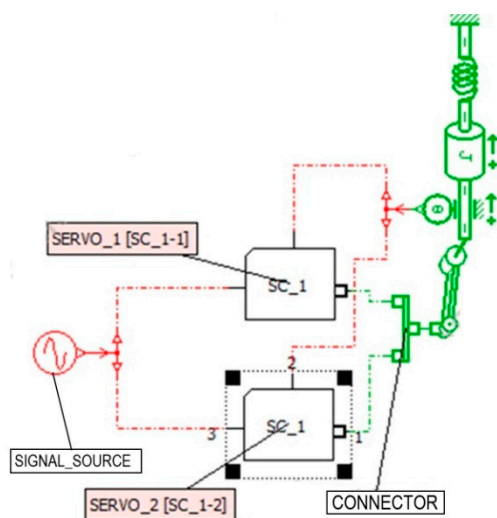 J
θ
SERVO_1 [SC_1-1]
SC_1
2
SC_1
3
1
SIGNAL_SOURCE
SERVO_2 [SC_1-2]
CONNECTOR